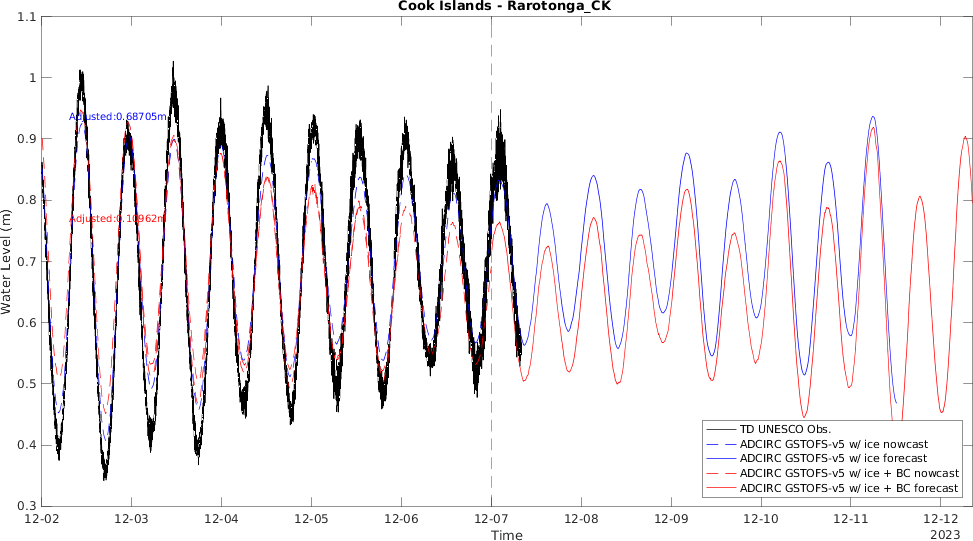 Cook Islands - Rarotonga_CK
1.1
1
0.9
0.8
0.7
0.6
0.5
0.4
0.3
Water Level (m)
Adjusted:0.68705m
Adjusted:0.10962m
TD UNESCO Obs.
ADCIRC GSTOFS-v5 w/ ice nowcast
ADCIRC GSTOFS-v5 w/ ice forecast
ADCIRC GSTOFS-v5 w/ ice + BC nowcast
ADCIRC GSTOFS-v5 w/ ice + BC forecast
12-02 12-03 12-04 12-05 12-06 12-07 12-08 12-09 12-10 12-11 12-12
2023
Time